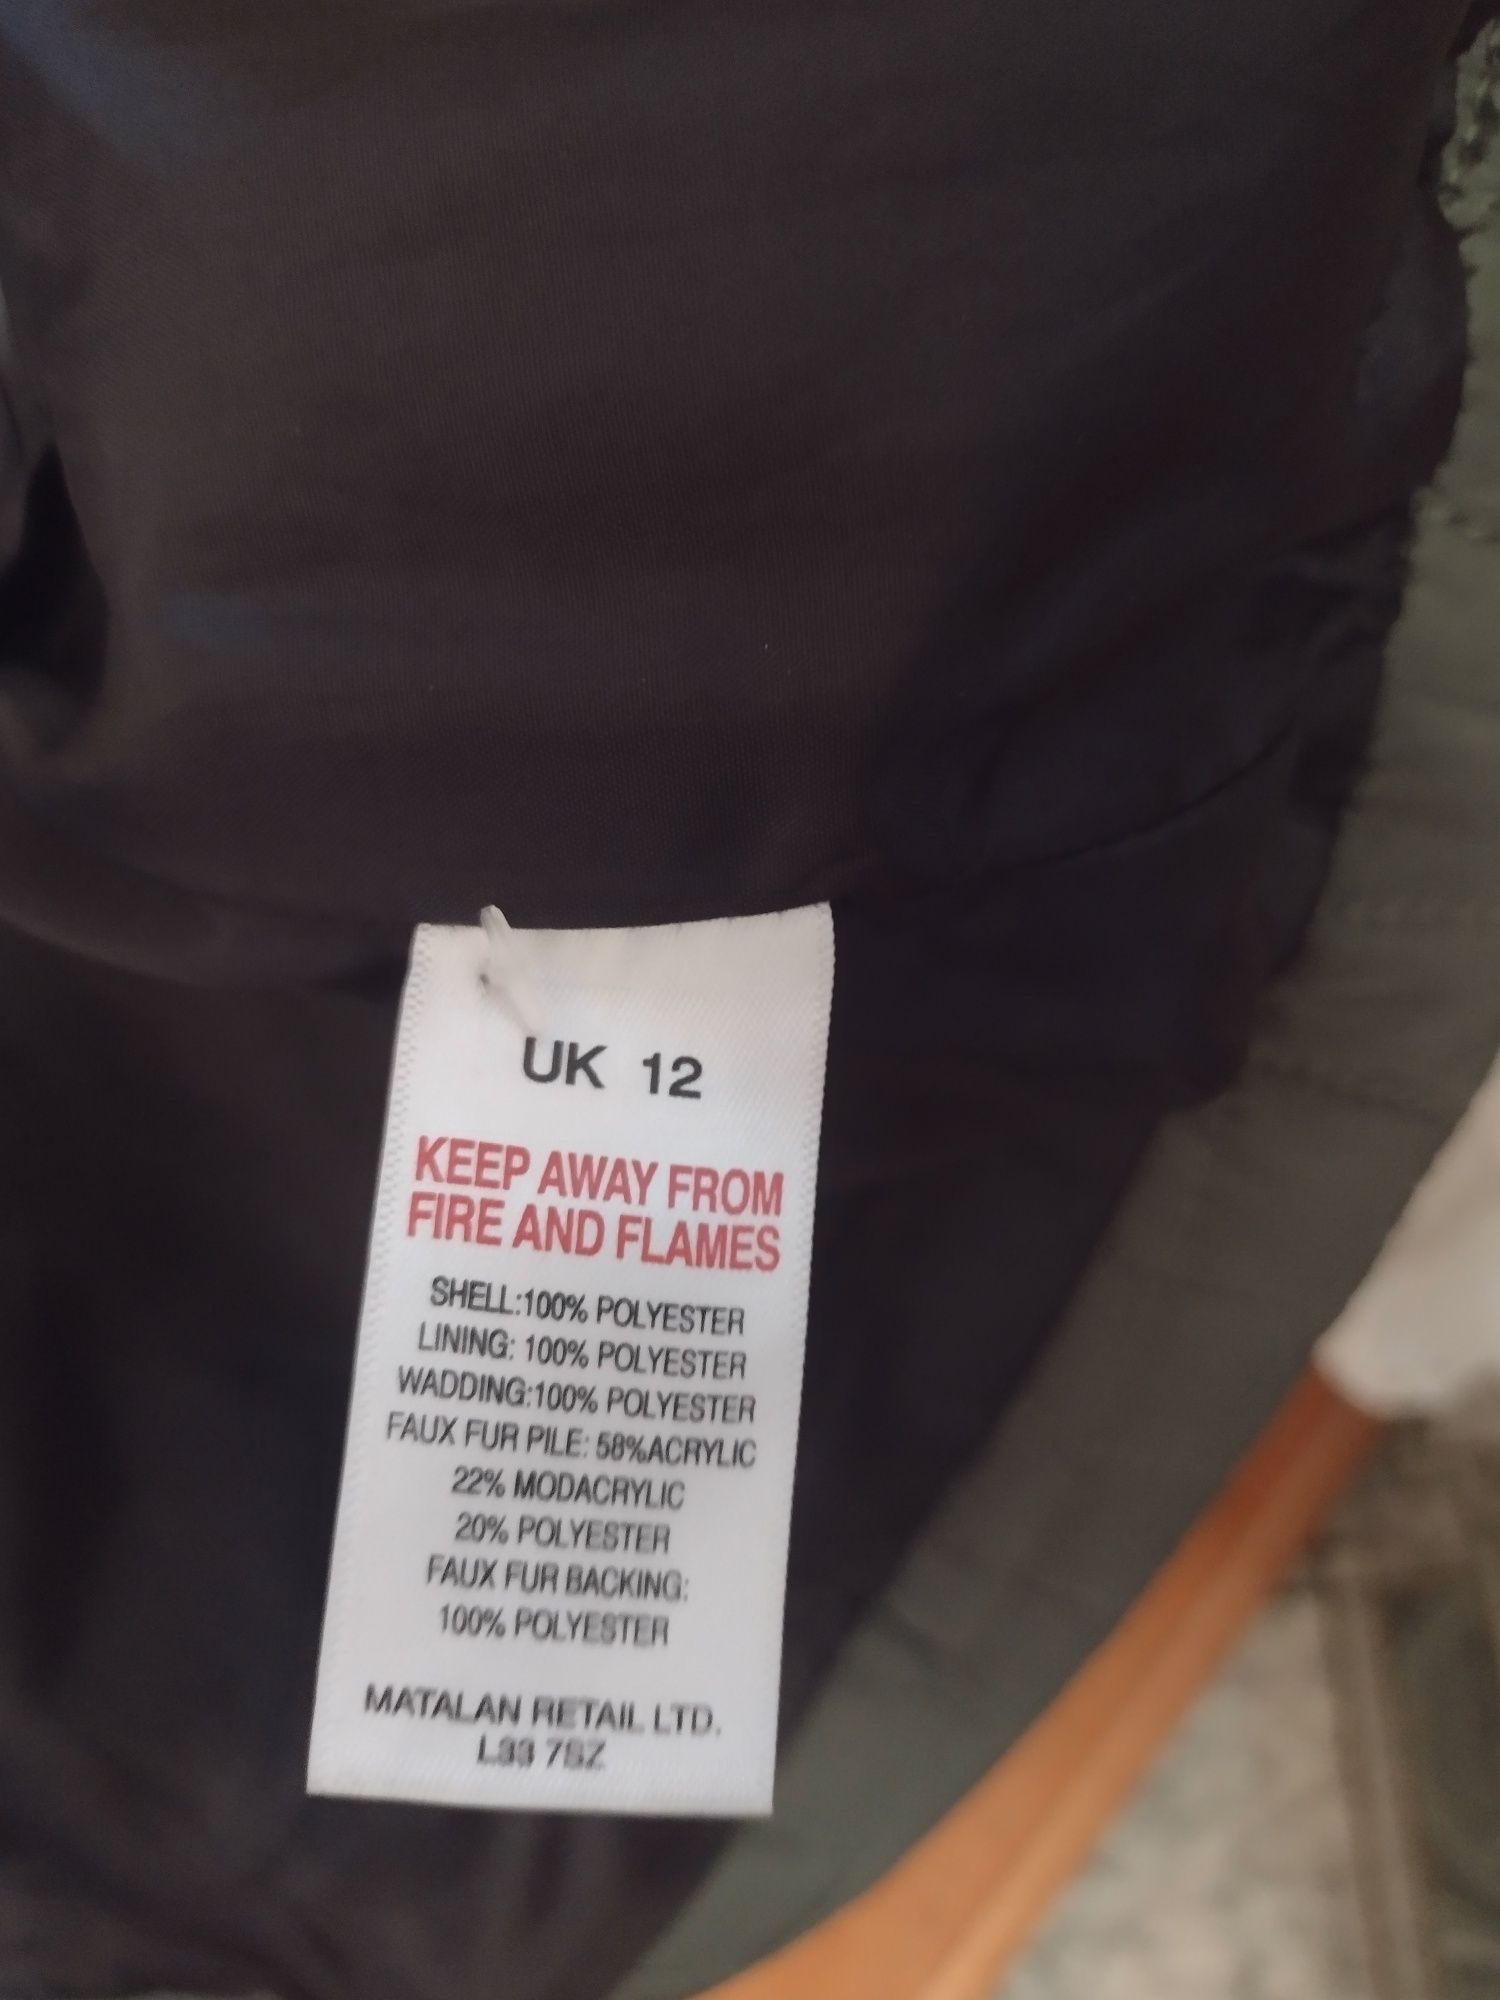 UK 12
KEEP AWAY FROM
FIRE AND FLAMES
SHELL:100% POLYESTER
LINING: 100% POLYESTER
WADDING:100% POLYESTER
FAUX FUR PILE: 58%ACRYLIC
22% MODACRYLIC
20% POLYESTER
FAUX FUR BACKING:
100% POLYESTER
MATALAN RETAIL LTD.
L33 7SZ